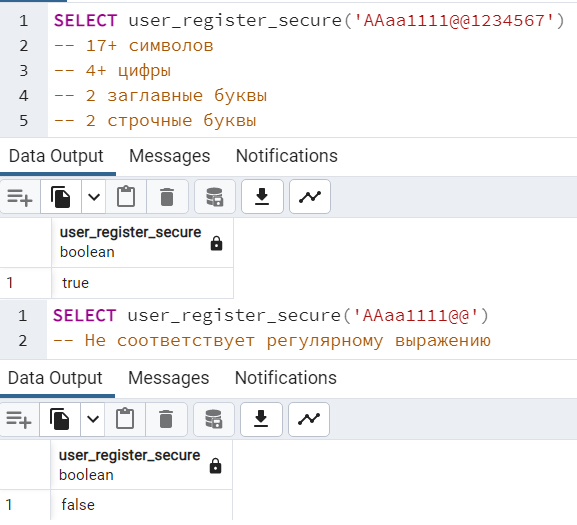 1 SELECT user_register_secure('AAaa1111@@1234567')
2 -- 17+ символов
3 -- 4+ цифры
4 -- 2 заглавные буквы
5 -- 2 строчные буквы
Data Output Messages Notifications
user_register_secure
boolean
1 true
1 SELECT user_register_secure('AAaa1111@@')
2 -- Не соответствует регулярному выражению
Data Output Messages Notifications
user_register_secure
boolean
1 false